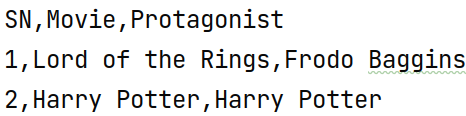 SN,Movie,Protagonist
1,Lord of the Rings,Frodo Baggins
2,Harry Potter,Harry Potter